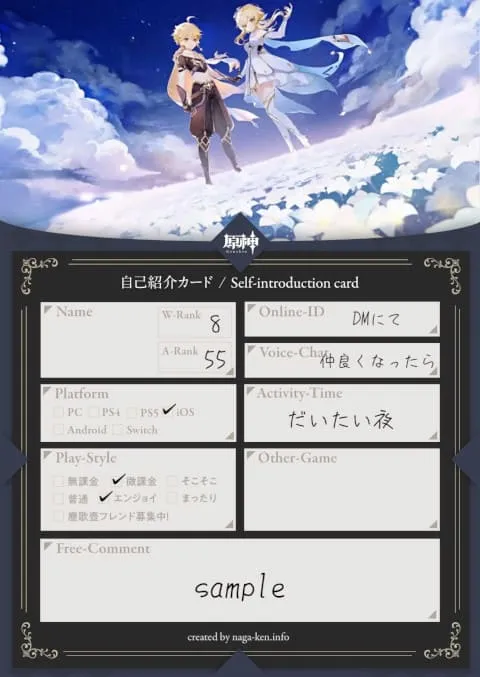 原神
自己紹介カード / Self-introduction card
Name
W-Rank 8
A-Rank 55
Online-ID
DMにて
Voice-Chat
仲良くなったら
Platform
PC PS4 PS5 iOS
Android Switch
Activity-Time
だいたい夜
Play-Style
無課金 微課金 そこそこ
普通 エンジョイ まったり
塵歌壺フレンド募集中!
Other-Game
Free-Comment
sample
created by naga-ken.info